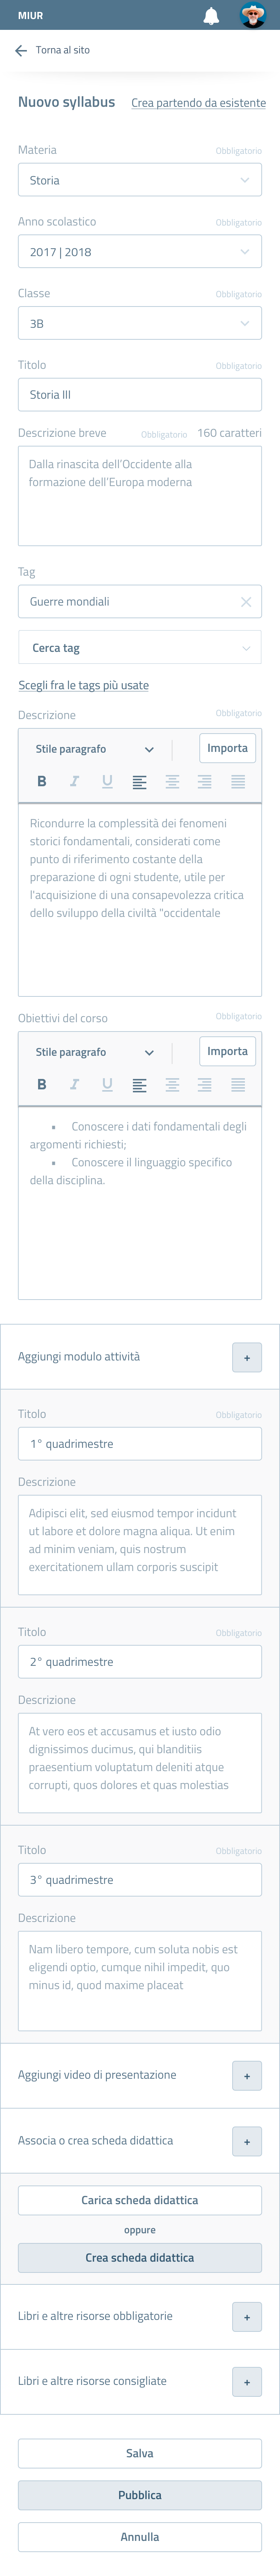 MIUR
Torna al sito
Nuovo syllabus Crea partendo da esistente
Materia Obbligatorio
Storia
Anno scolastico Obbligatorio
2017 | 2018
Classe Obbligatorio
3B
Titolo Obbligatorio
Storia III
Descrizione breve Obbligatorio 160 caratteri
Dalla rinascita dell'Occidente alla
formazione dell'Europa moderna
Tag
Guerre mondiali
Cerca tag
Scegli fra le tags più usate
Descrizione Obbligatorio
Stile paragrafo Importa
B I U
Ricondurre la complessità dei fenomeni
storici fondamentali, considerati come
punto di riferimento costante della
preparazione di ogni studente, utile per
l'acquisizione di una consapevolezza critica
dello sviluppo della civiltà "occidentale
Obiettivi del corso Obbligatorio
Stile paragrafo Importa
B I U
▪ Conoscere i dati fondamentali degli
argomenti richiesti;
▪ Conoscere il linguaggio specifico
della disciplina.
Aggiungi modulo attività +
Titolo Obbligatorio
1° quadrimestre
Descrizione
Adipisci elit, sed eiusmod tempor incidunt
ut labore et dolore magna aliqua. Ut enim
ad minim veniam, quis nostrum
exercitationem ullam corporis suscipit
Titolo Obbligatorio
2° quadrimestre
Descrizione
At vero eos et accusamus et iusto odio
dignissimos ducimus, qui blanditiis
praesentium voluptatum deleniti atque
corrupti, quos dolores et quas molestias
Titolo Obbligatorio
3° quadrimestre
Descrizione
Nam libero tempore, cum soluta nobis est
eligendi optio, cumque nihil impedit, quo
minus id, quod maxime placeat
Aggiungi video di presentazione +
Associa o crea scheda didattica +
Carica scheda didattica
oppure
Crea scheda didattica
Libri e altre risorse obbligatorie +
Libri e altre risorse consigliate +
Salva
Pubblica
Annulla